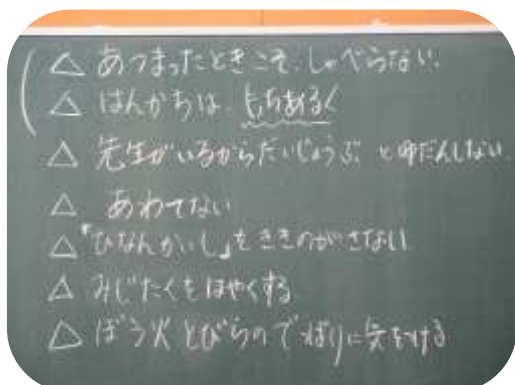 △ あつまったときこそ、しゃべらない。
△ はんかちは、もちあるく
△ 先生がいるからだいじょうぶ、とゆだんしない
△ あわてない
△「ひなんかいし」をききのがさない
△ みじたくをはやくする
△ ぼう火とびらのでっぱりに気をつける